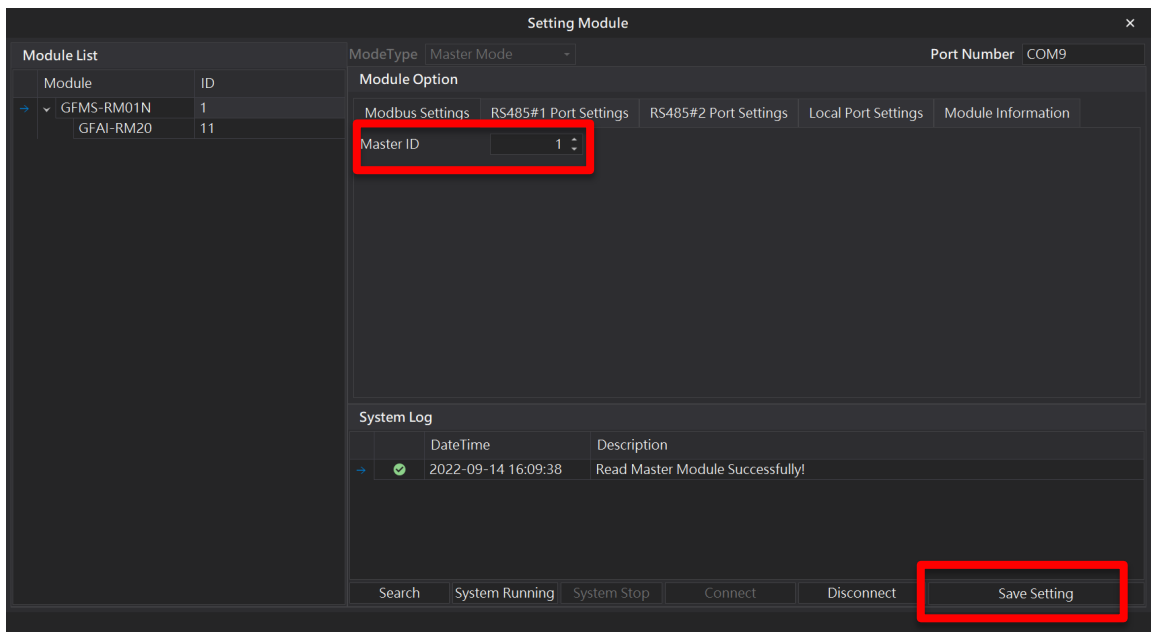 Setting Module
Module List
Module ID
GFMS-RM01N 1
GFAI-RM20 11
ModeType Master Mode
Port Number COM9
Module Option
Modbus Settings RS485#1 Port Settings RS485#2 Port Settings Local Port Settings Module Information
Master ID 1
System Log
DateTime Description
2022-09-14 16:09:38 Read Master Module Successfully!
Search System Running System Stop Connect Disconnect Save Setting